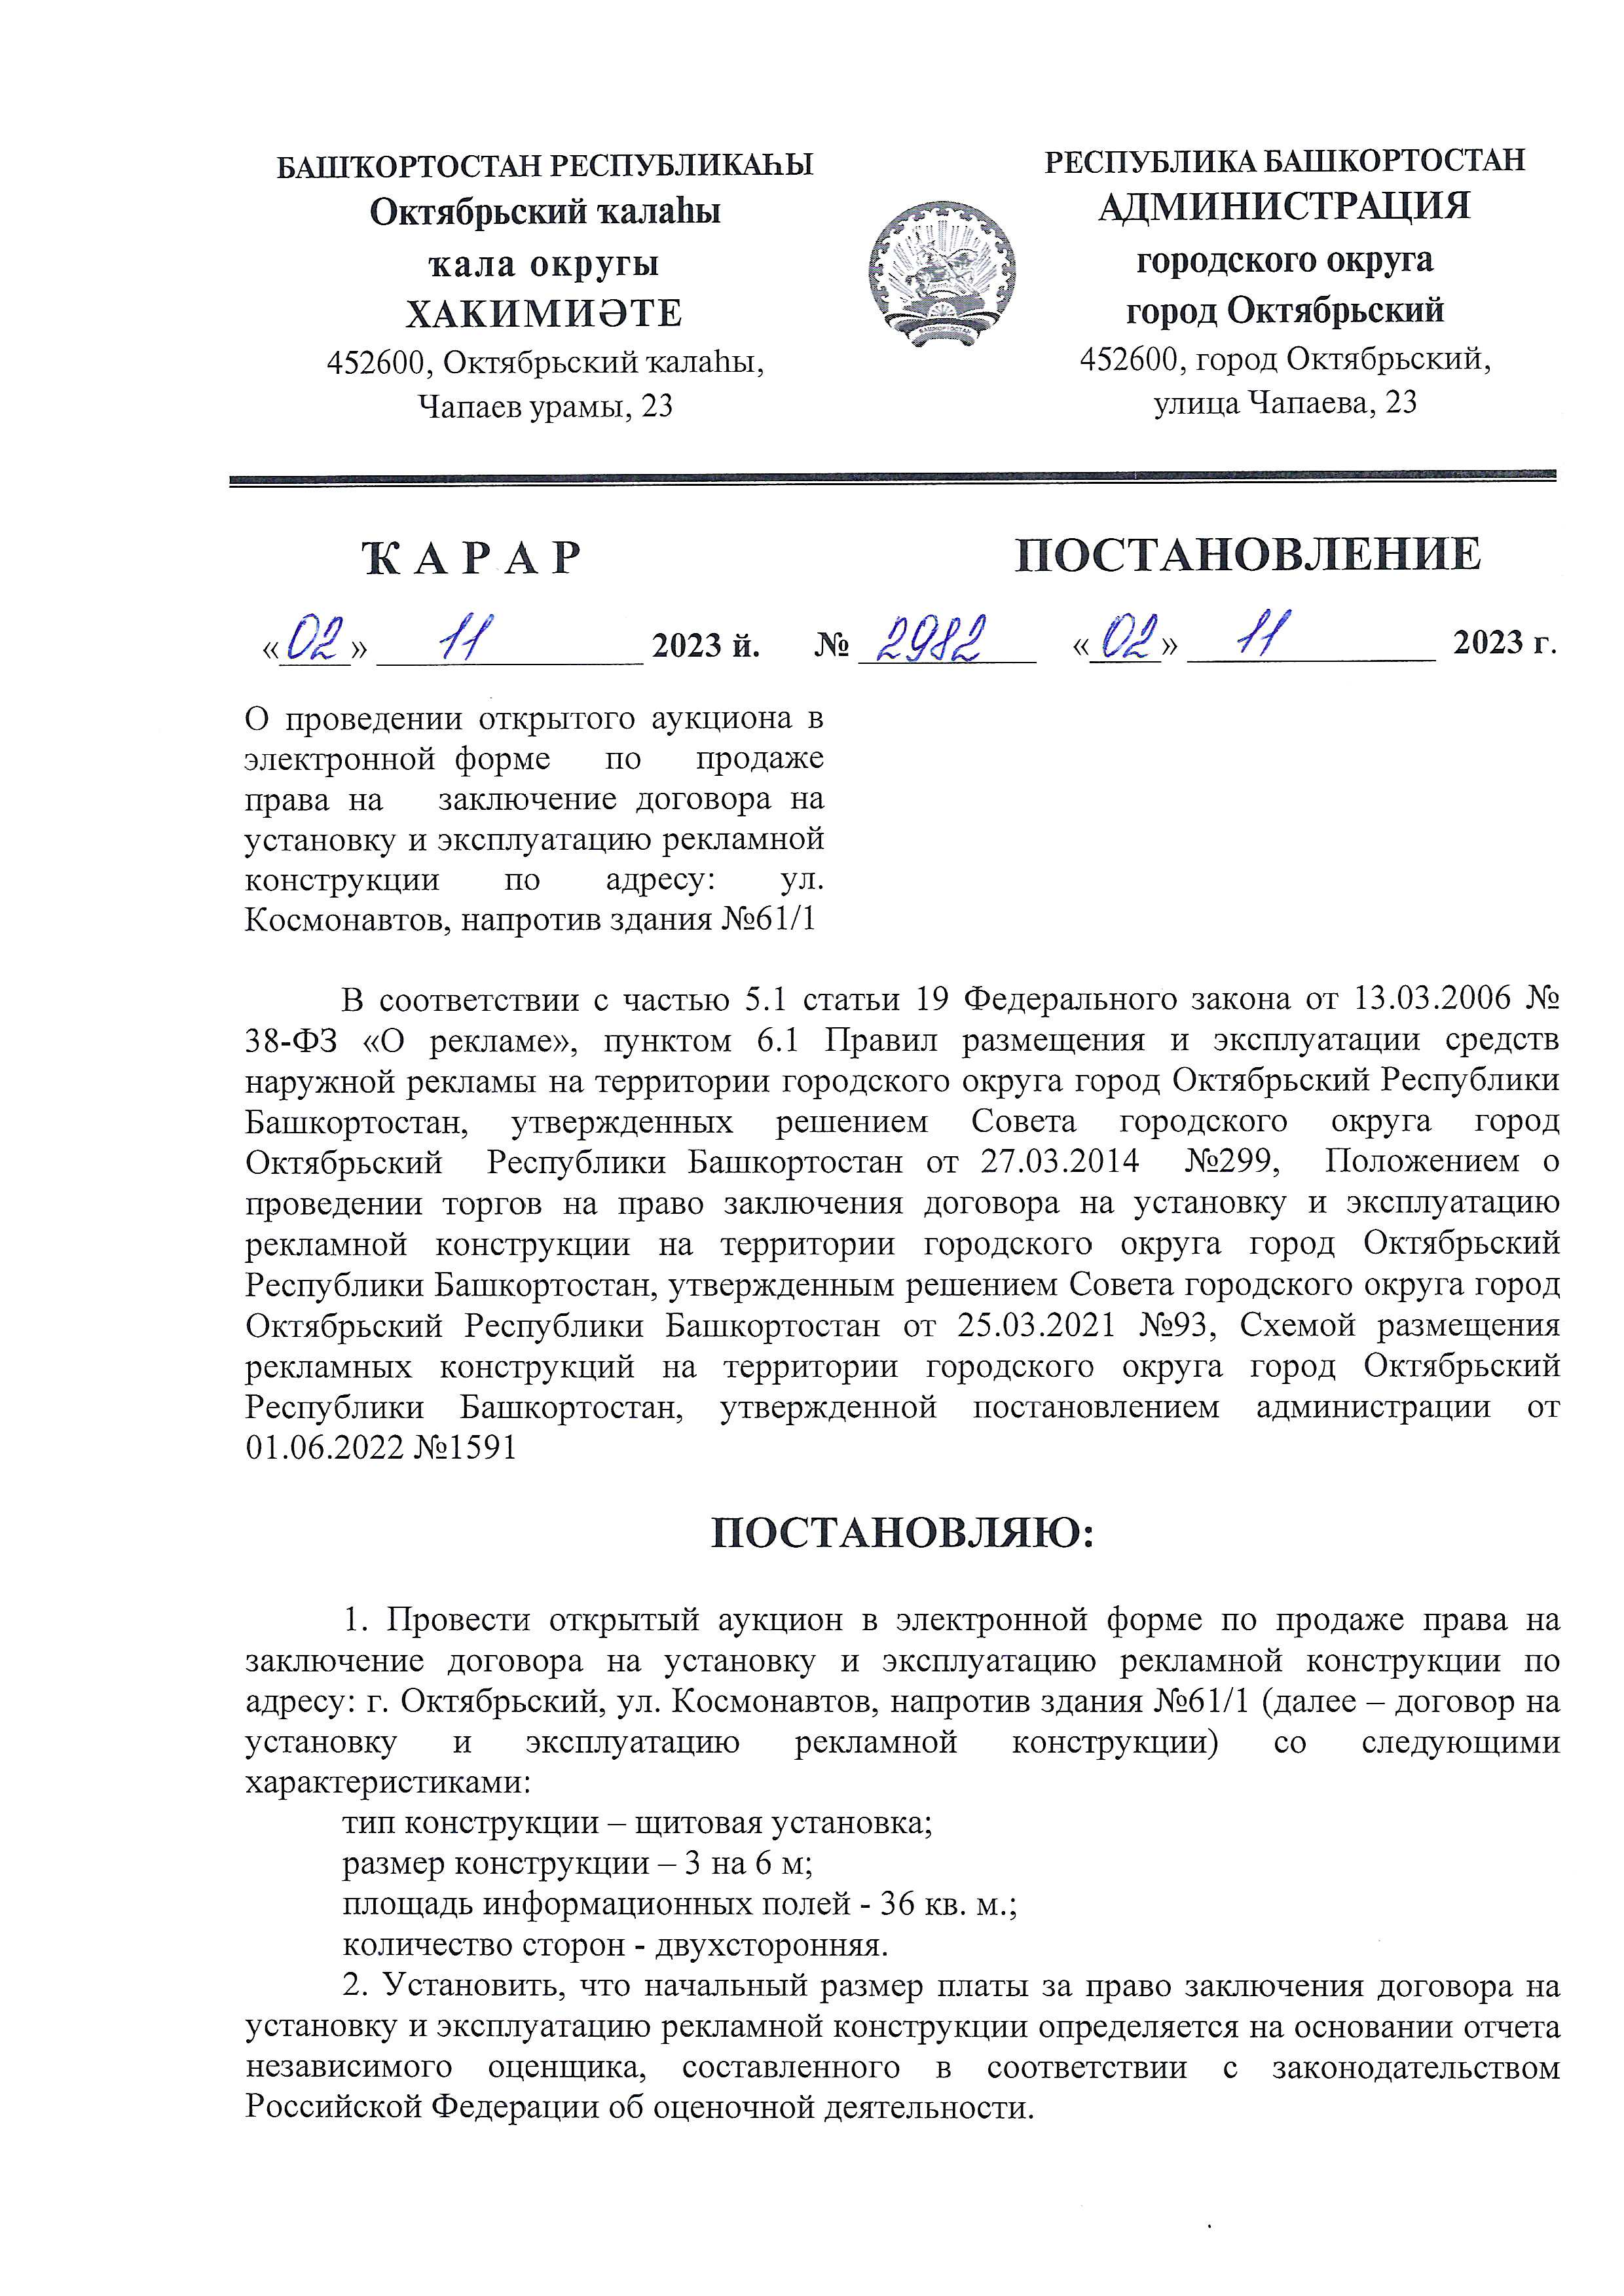 БАШҠОРТОСТАН РЕСПУБЛИКАҺЫ
Октябрьский ҡалаһы
ҡала округы
ХАКИМИӘТЕ
452600, Октябрьский ҡалаһы,
Чапаев урамы, 23
БАШКОРТОСТАН
РЕСПУБЛИКА БАШКОРТОСТАН
АДМИНИСТРАЦИЯ
городского округа
город Октябрьский
452600, город Октябрьский,
улица Чапаева, 23
ҠАРАР ПОСТАНОВЛЕНИЕ
«02» 11 2023 й. № 2982 «02» 11 2023 г.
О проведении открытого аукциона в
электронной форме по продаже
права на заключение договора на
установку и эксплуатацию рекламной
конструкции по адресу: ул.
Космонавтов, напротив здания №61/1
В соответствии с частью 5.1 статьи 19 Федерального закона от 13.03.2006 №
38-ФЗ «О рекламе», пунктом 6.1 Правил размещения и эксплуатации средств
наружной рекламы на территории городского округа город Октябрьский Республики
Башкортостан, утвержденных решением Совета городского округа город
Октябрьский Республики Башкортостан от 27.03.2014 №299, Положением о
проведении торгов на право заключения договора на установку и эксплуатацию
рекламной конструкции на территории городского округа город Октябрьский
Республики Башкортостан, утвержденным решением Совета городского округа город
Октябрьский Республики Башкортостан от 25.03.2021 №93, Схемой размещения
рекламных конструкций на территории городского округа город Октябрьский
Республики Башкортостан, утвержденной постановлением администрации от
01.06.2022 №1591
ПОСТАНОВЛЯЮ:
1. Провести открытый аукцион в электронной форме по продаже права на
заключение договора на установку и эксплуатацию рекламной конструкции по
адресу: г. Октябрьский, ул. Космонавтов, напротив здания №61/1 (далее – договор на
установку и эксплуатацию рекламной конструкции) со следующими
характеристиками:
тип конструкции – щитовая установка;
размер конструкции – 3 на 6 м;
площадь информационных полей - 36 кв. м.;
количество сторон - двухсторонняя.
2. Установить, что начальный размер платы за право заключения договора на
установку и эксплуатацию рекламной конструкции определяется на основании отчета
независимого оценщика, составленного в соответствии с законодательством
Российской Федерации об оценочной деятельности.